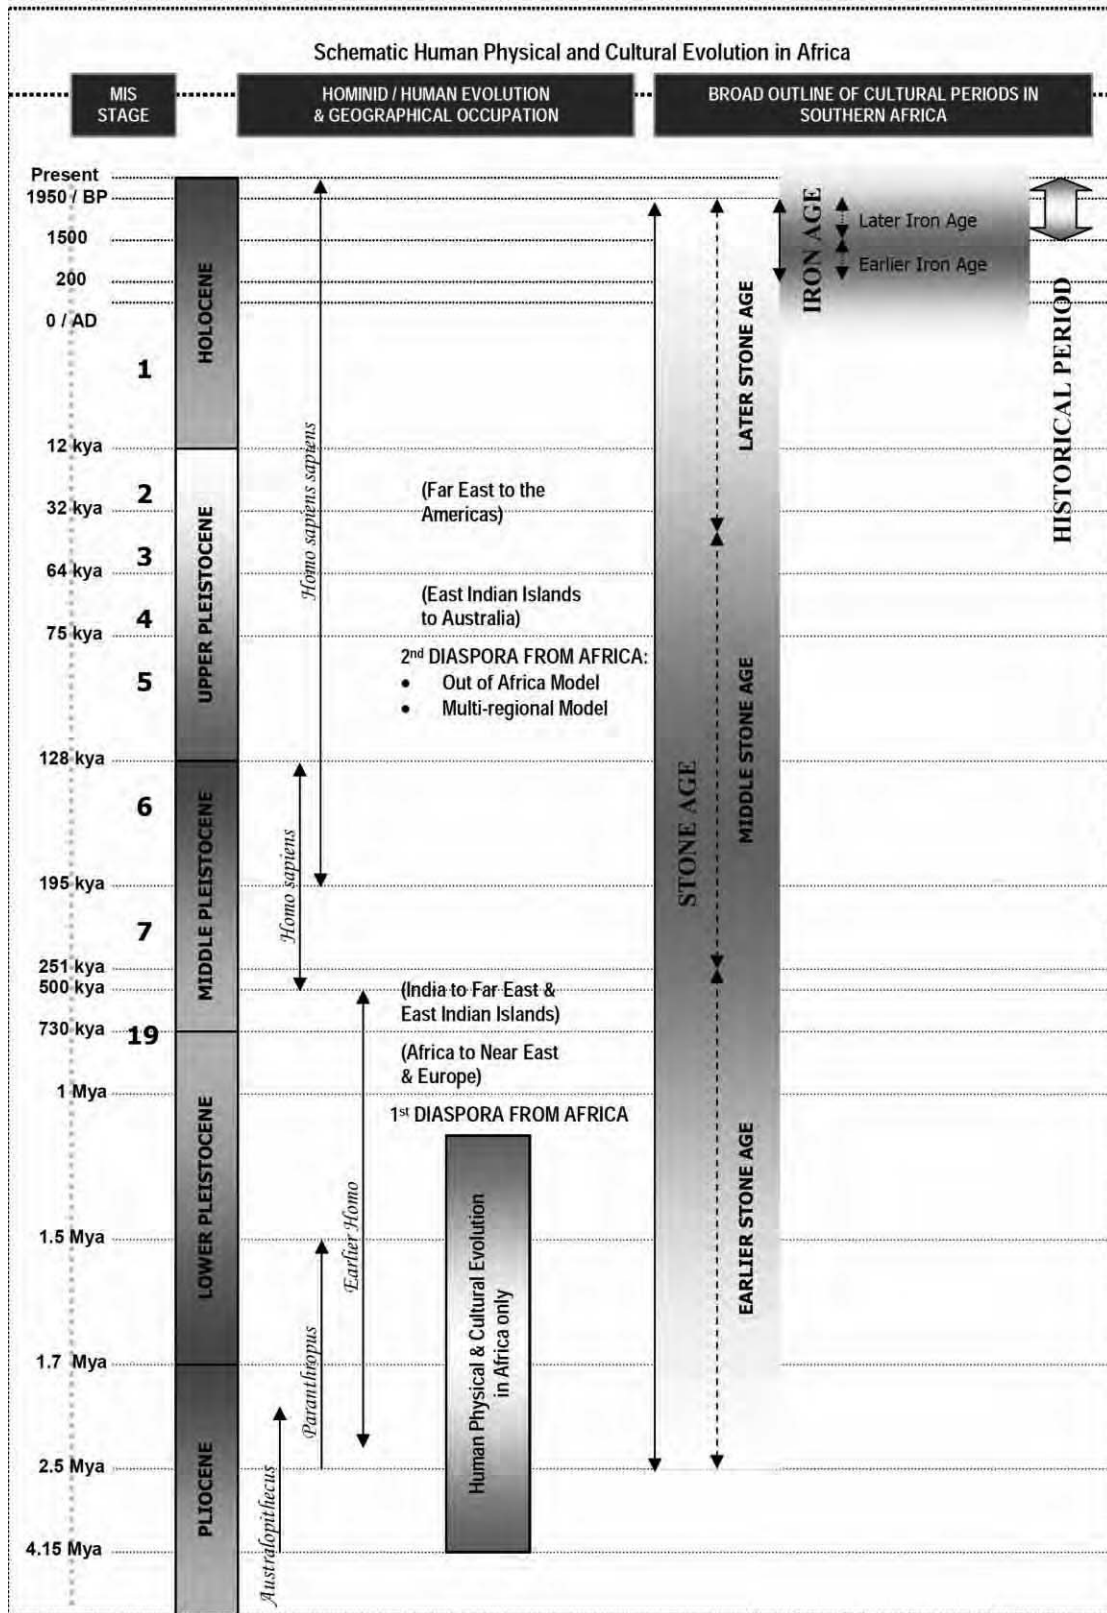 Schematic Human Physical and Cultural Evolution in Africa
MIS
STAGE
HOMINID / HUMAN EVOLUTION
& GEOGRAPHICAL OCCUPATION
BROAD OUTLINE OF CULTURAL PERIODS IN
SOUTHERN AFRICA
Present
1950 / BP
1500
200
0 / AD
1
12 kya
2
32 kya
3
64 kya
4
75 kya
5
128 kya
6
195 kya
7
251 kya
500 kya
730 kya
19
1 Mya
1.5 Mya
1.7 Mya
2.5 Mya
4.15 Mya
HOLOCENE
UPPER PLEISTOCENE
MIDDLE PLEISTOCENE
LOWER PLEISTOCENE
PLIOCENE
Homo sapiens sapiens
Homo sapiens
Earlier Homo
Paranthropus
Australopithecus
(Far East to the
Americas)
(East Indian Islands
to Australia)
2nd DIASPORA FROM AFRICA:
• Out of Africa Model
• Multi-regional Model
(India to Far East &
East Indian Islands)
(Africa to Near East
& Europe)
1st DIASPORA FROM AFRICA
Human Physical & Cultural Evolution
in Africa only
STONE AGE
LATER STONE AGE
MIDDLE STONE AGE
EARLIER STONE AGE
IRON AGE
Later Iron Age
Earlier Iron Age
HISTORICAL PERIOD